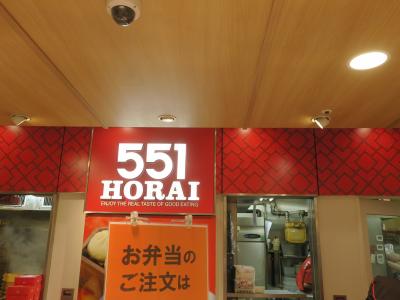 551
HORAI
ENJOY THE REAL TASTE OF GOOD EATING
お弁当の
ご注文は